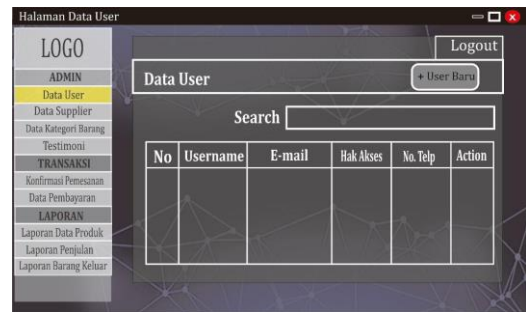 Halaman Data User
LOGO
ADMIN
Data User
Data Supplier
Data Kategori Barang
Testimoni
TRANSAKSI
Konfirmasi Pemesanan
Data Pembayaran
LAPORAN
Laporan Data Produk
Laporan Penjulan
Laporan Barang Keluar
Logout
Data User
+ User Baru
Search
No Username E-mail Hak Akses No. Telp Action